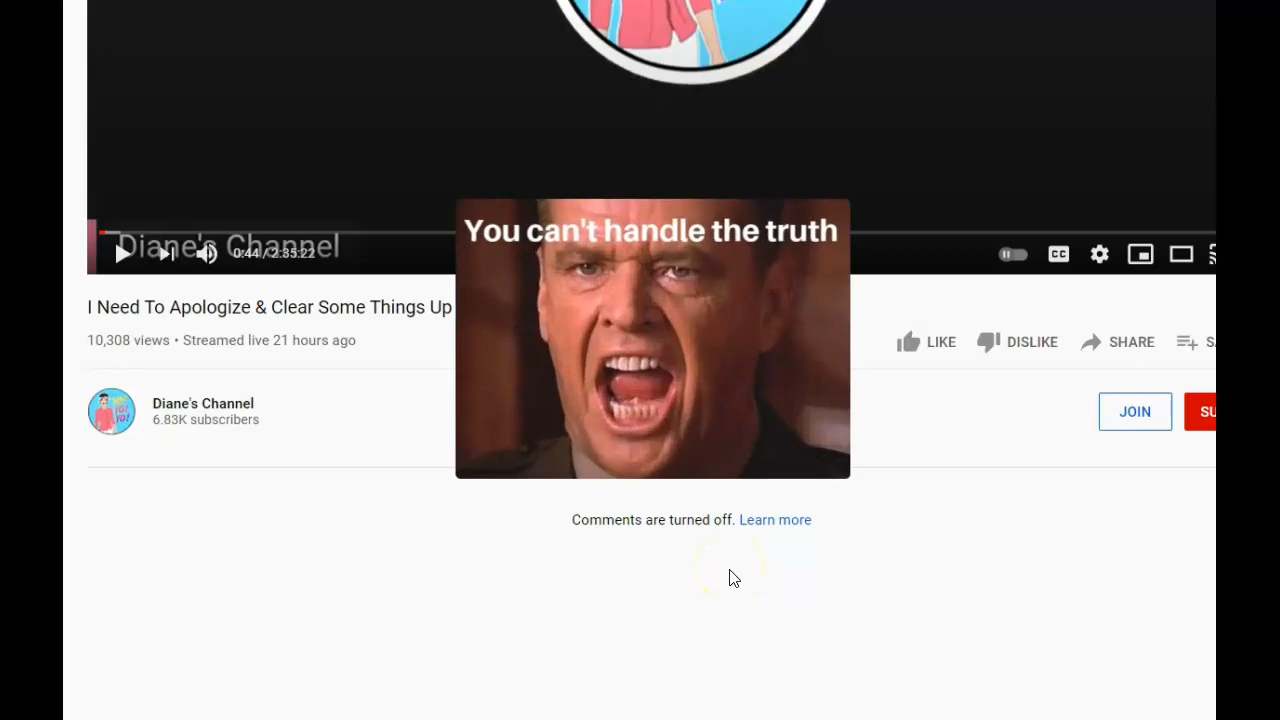 You can't handle the truth
Diane's Channel
0:44 / 2:35:22
CC
I Need To Apologize & Clear Some Things Up
10,308 views • Streamed live 21 hours ago
LIKE DISLIKE SHARE
Diane's Channel
6.83K subscribers
JOIN SU
Comments are turned off. Learn more